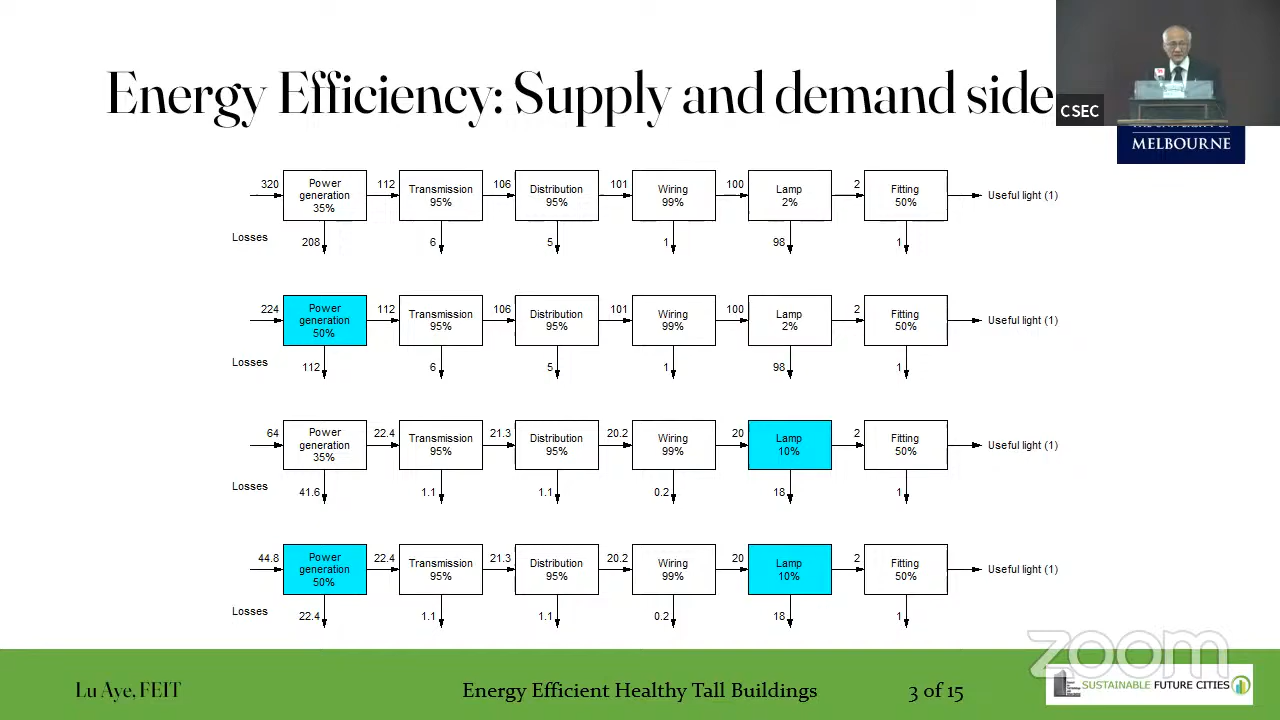 Energy Efficiency: Supply and demand side
CSEC
MELBOURNE
320
Power
generation
35%
112
Transmission
95%
106
Distribution
95%
101
Wiring
99%
100
Lamp
2%
2
Fitting
50%
Useful light (1)
Losses
208
6
5
1
98
1
224
Power
generation
50%
112
Transmission
95%
106
Distribution
95%
101
Wiring
99%
100
Lamp
2%
2
Fitting
50%
Useful light (1)
Losses
112
6
5
1
98
1
64
Power
generation
35%
22.4
Transmission
95%
21.3
Distribution
95%
20.2
Wiring
99%
20
Lamp
10%
2
Fitting
50%
Useful light (1)
Losses
41.6
1.1
1.1
0.2
18
1
44.8
Power
generation
50%
22.4
Transmission
95%
21.3
Distribution
95%
20.2
Wiring
99%
20
Lamp
10%
2
Fitting
50%
Useful light (1)
Losses
22.4
1.1
1.1
0.2
18
1
zoom
Lu Aye, FEIT
Energy Efficient Healthy Tall Buildings
3 of 15
SUSTAINABLE FUTURE CITIES